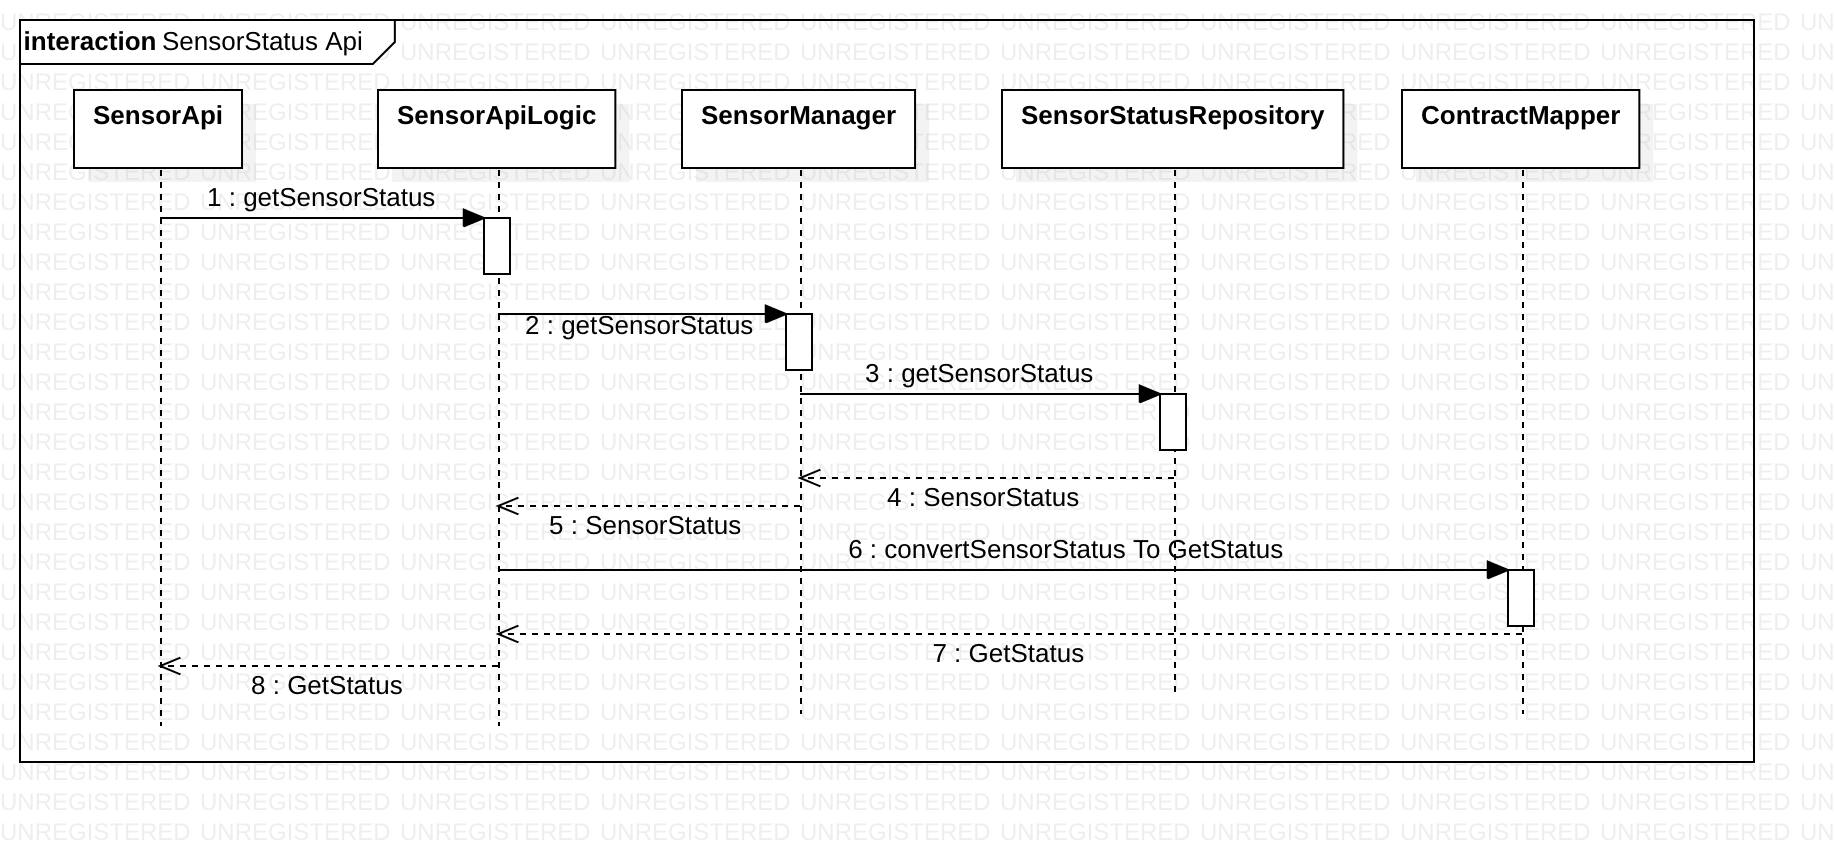 interaction SensorStatus Api
SensorApi
SensorApiLogic
SensorManager
SensorStatusRepository
ContractMapper
1 : getSensorStatus
2 : getSensorStatus
3 : getSensorStatus
4 : SensorStatus
5 : SensorStatus
6 : convertSensorStatus To GetStatus
7 : GetStatus
8 : GetStatus
UNREGISTERED